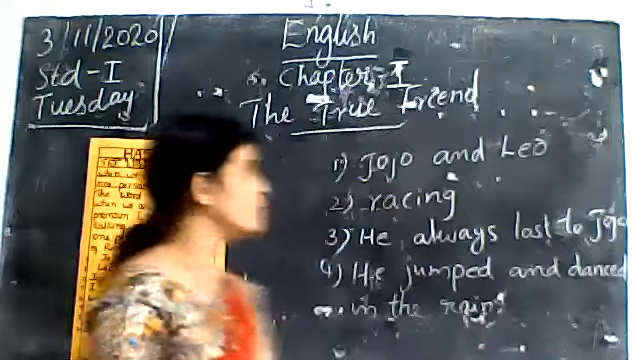 3/11/2020
Std-I
Tuesday
English
Chapter-I
The True Friend
1) Jojo and Leo
2) racing
3) He always lost to Jojo
4) He jumped and danced
in the rain.